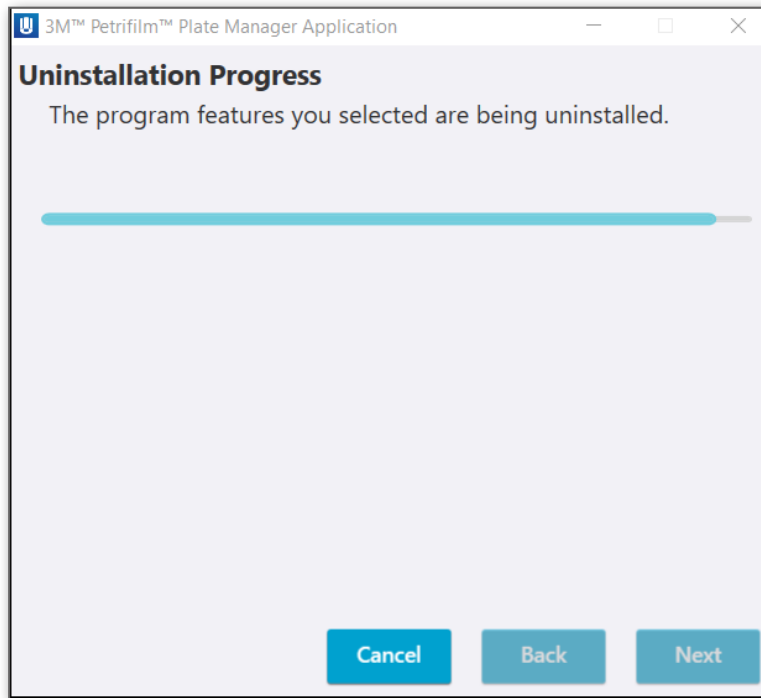 3M™ Petrifilm™ Plate Manager Application
Uninstallation Progress
The program features you selected are being uninstalled.
Cancel Back Next